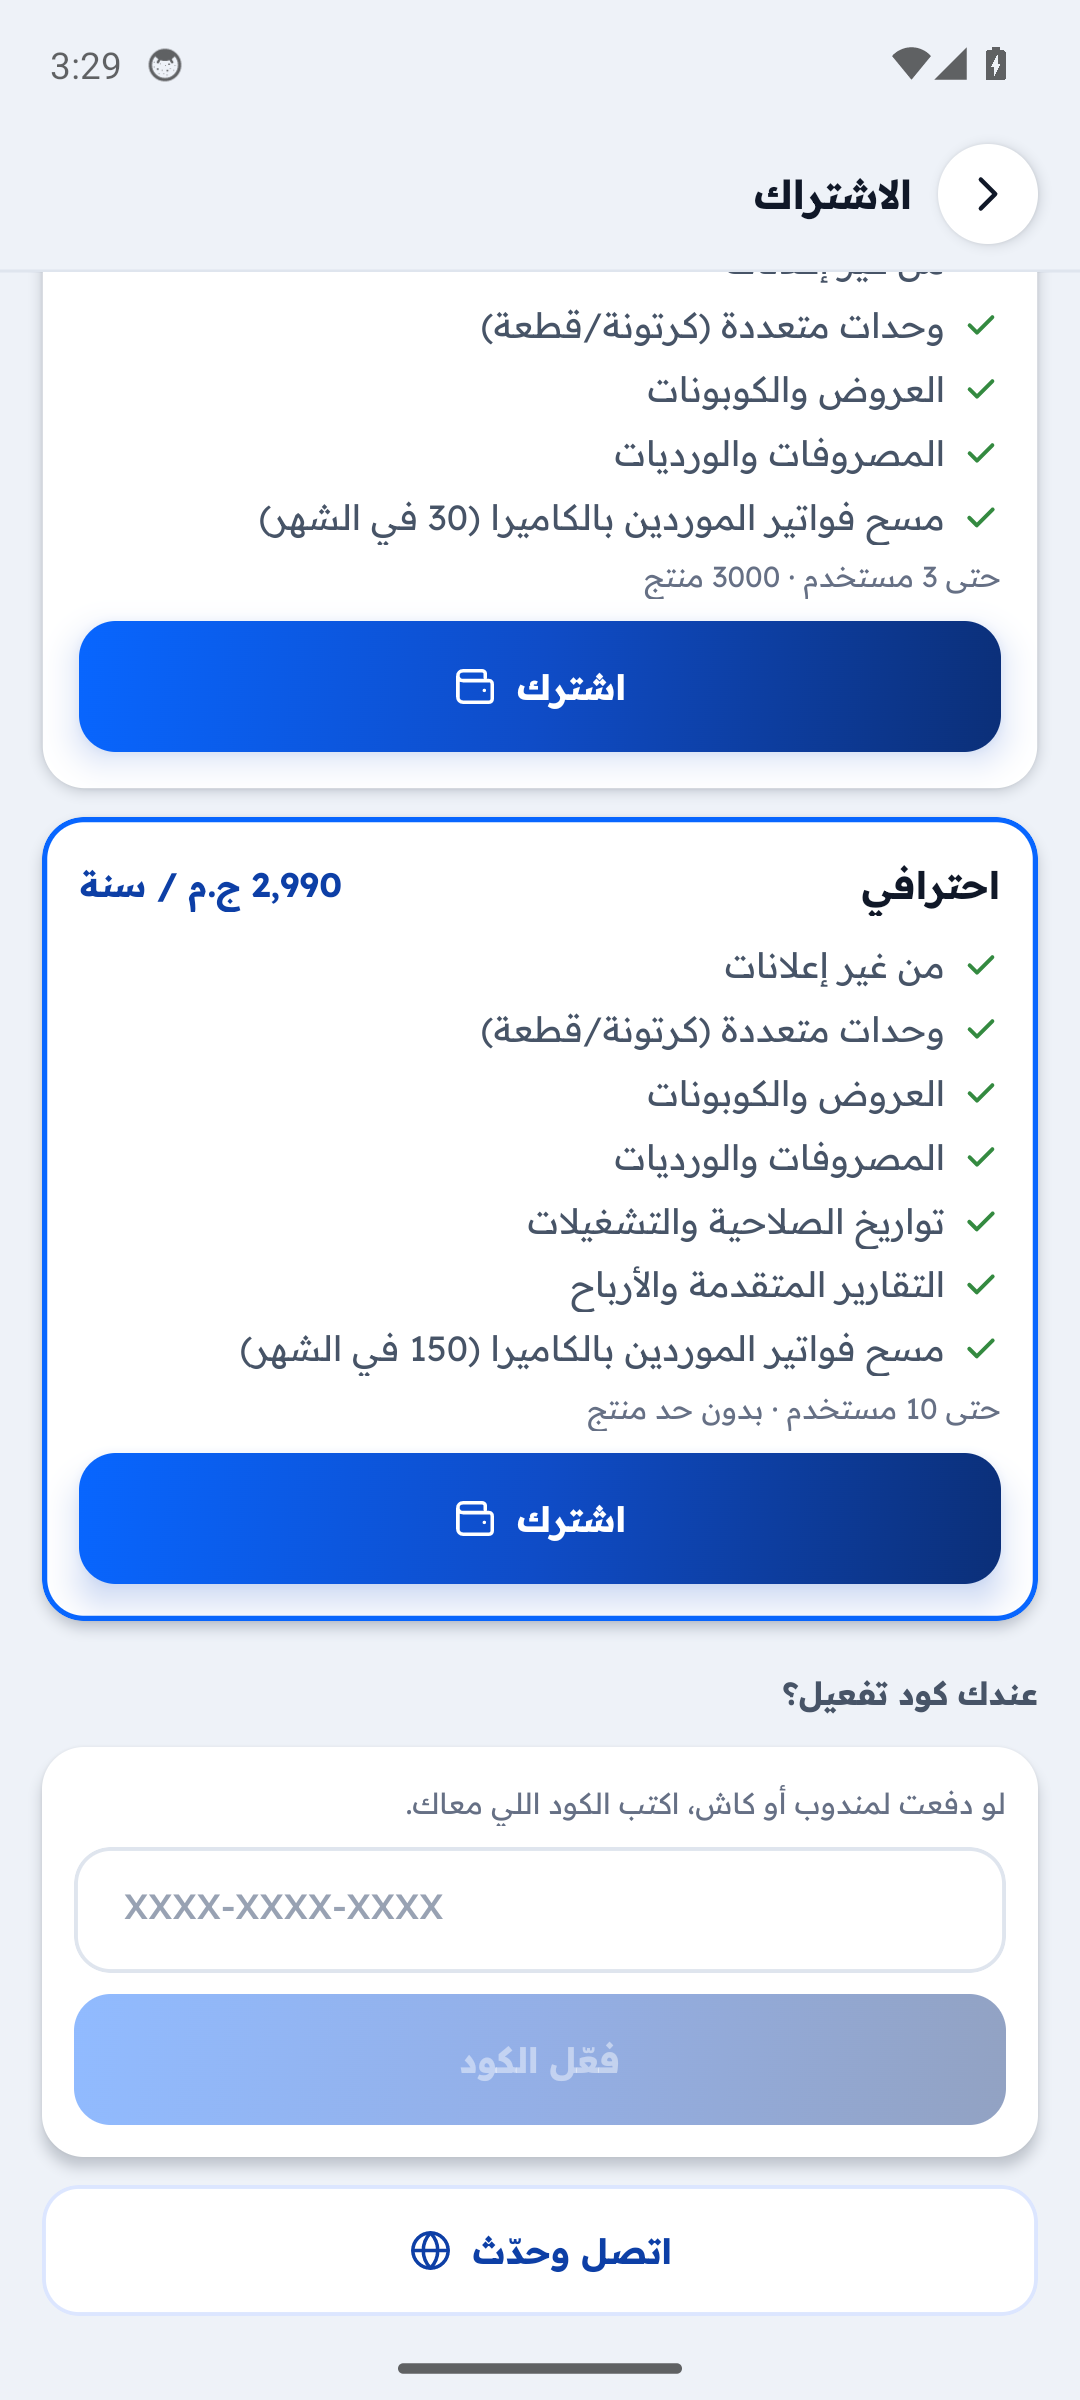 3:29
الاشتراك
من غير إعلانات
وحدات متعددة (كرتونة/قطعة)
العروض والكوبونات
المصروفات والورديات
مسح فواتير الموردين بالكاميرا (30 في الشهر)
حتى 3 مستخدم · 3000 منتج
اشترك
احترافي
2,990 ج.م / سنة
من غير إعلانات
وحدات متعددة (كرتونة/قطعة)
العروض والكوبونات
المصروفات والورديات
تواريخ الصلاحية والتشغيلات
التقارير المتقدمة والأرباح
مسح فواتير الموردين بالكاميرا (150 في الشهر)
حتى 10 مستخدم · بدون حد منتج
اشترك
عندك كود تفعيل؟
لو دفعت لمندوب أو كاش، اكتب الكود اللي معاك.
XXXX-XXXX-XXXX
فعّل الكود
اتصل وحدّث